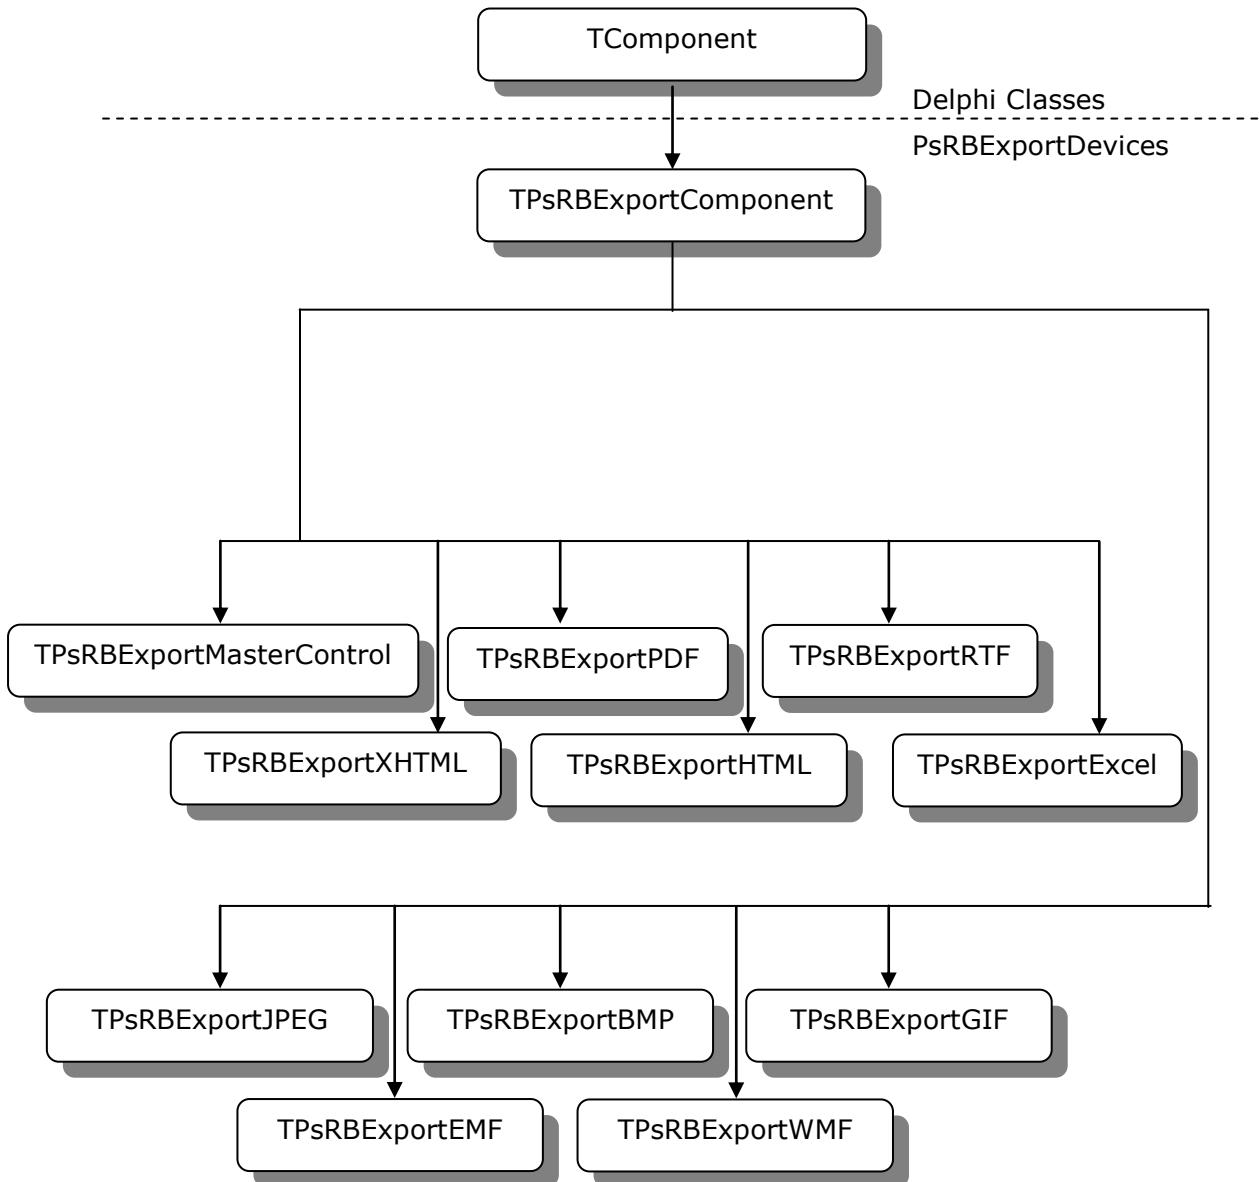 TComponent
Delphi Classes
PsRBExportDevices
TPsRBExportComponent
TPsRBExportMasterControl
TPsRBExportPDF
TPsRBExportRTF
TPsRBExportXHTML
TPsRBExportHTML
TPsRBExportExcel
TPsRBExportJPEG
TPsRBExportBMP
TPsRBExportGIF
TPsRBExportEMF
TPsRBExportWMF